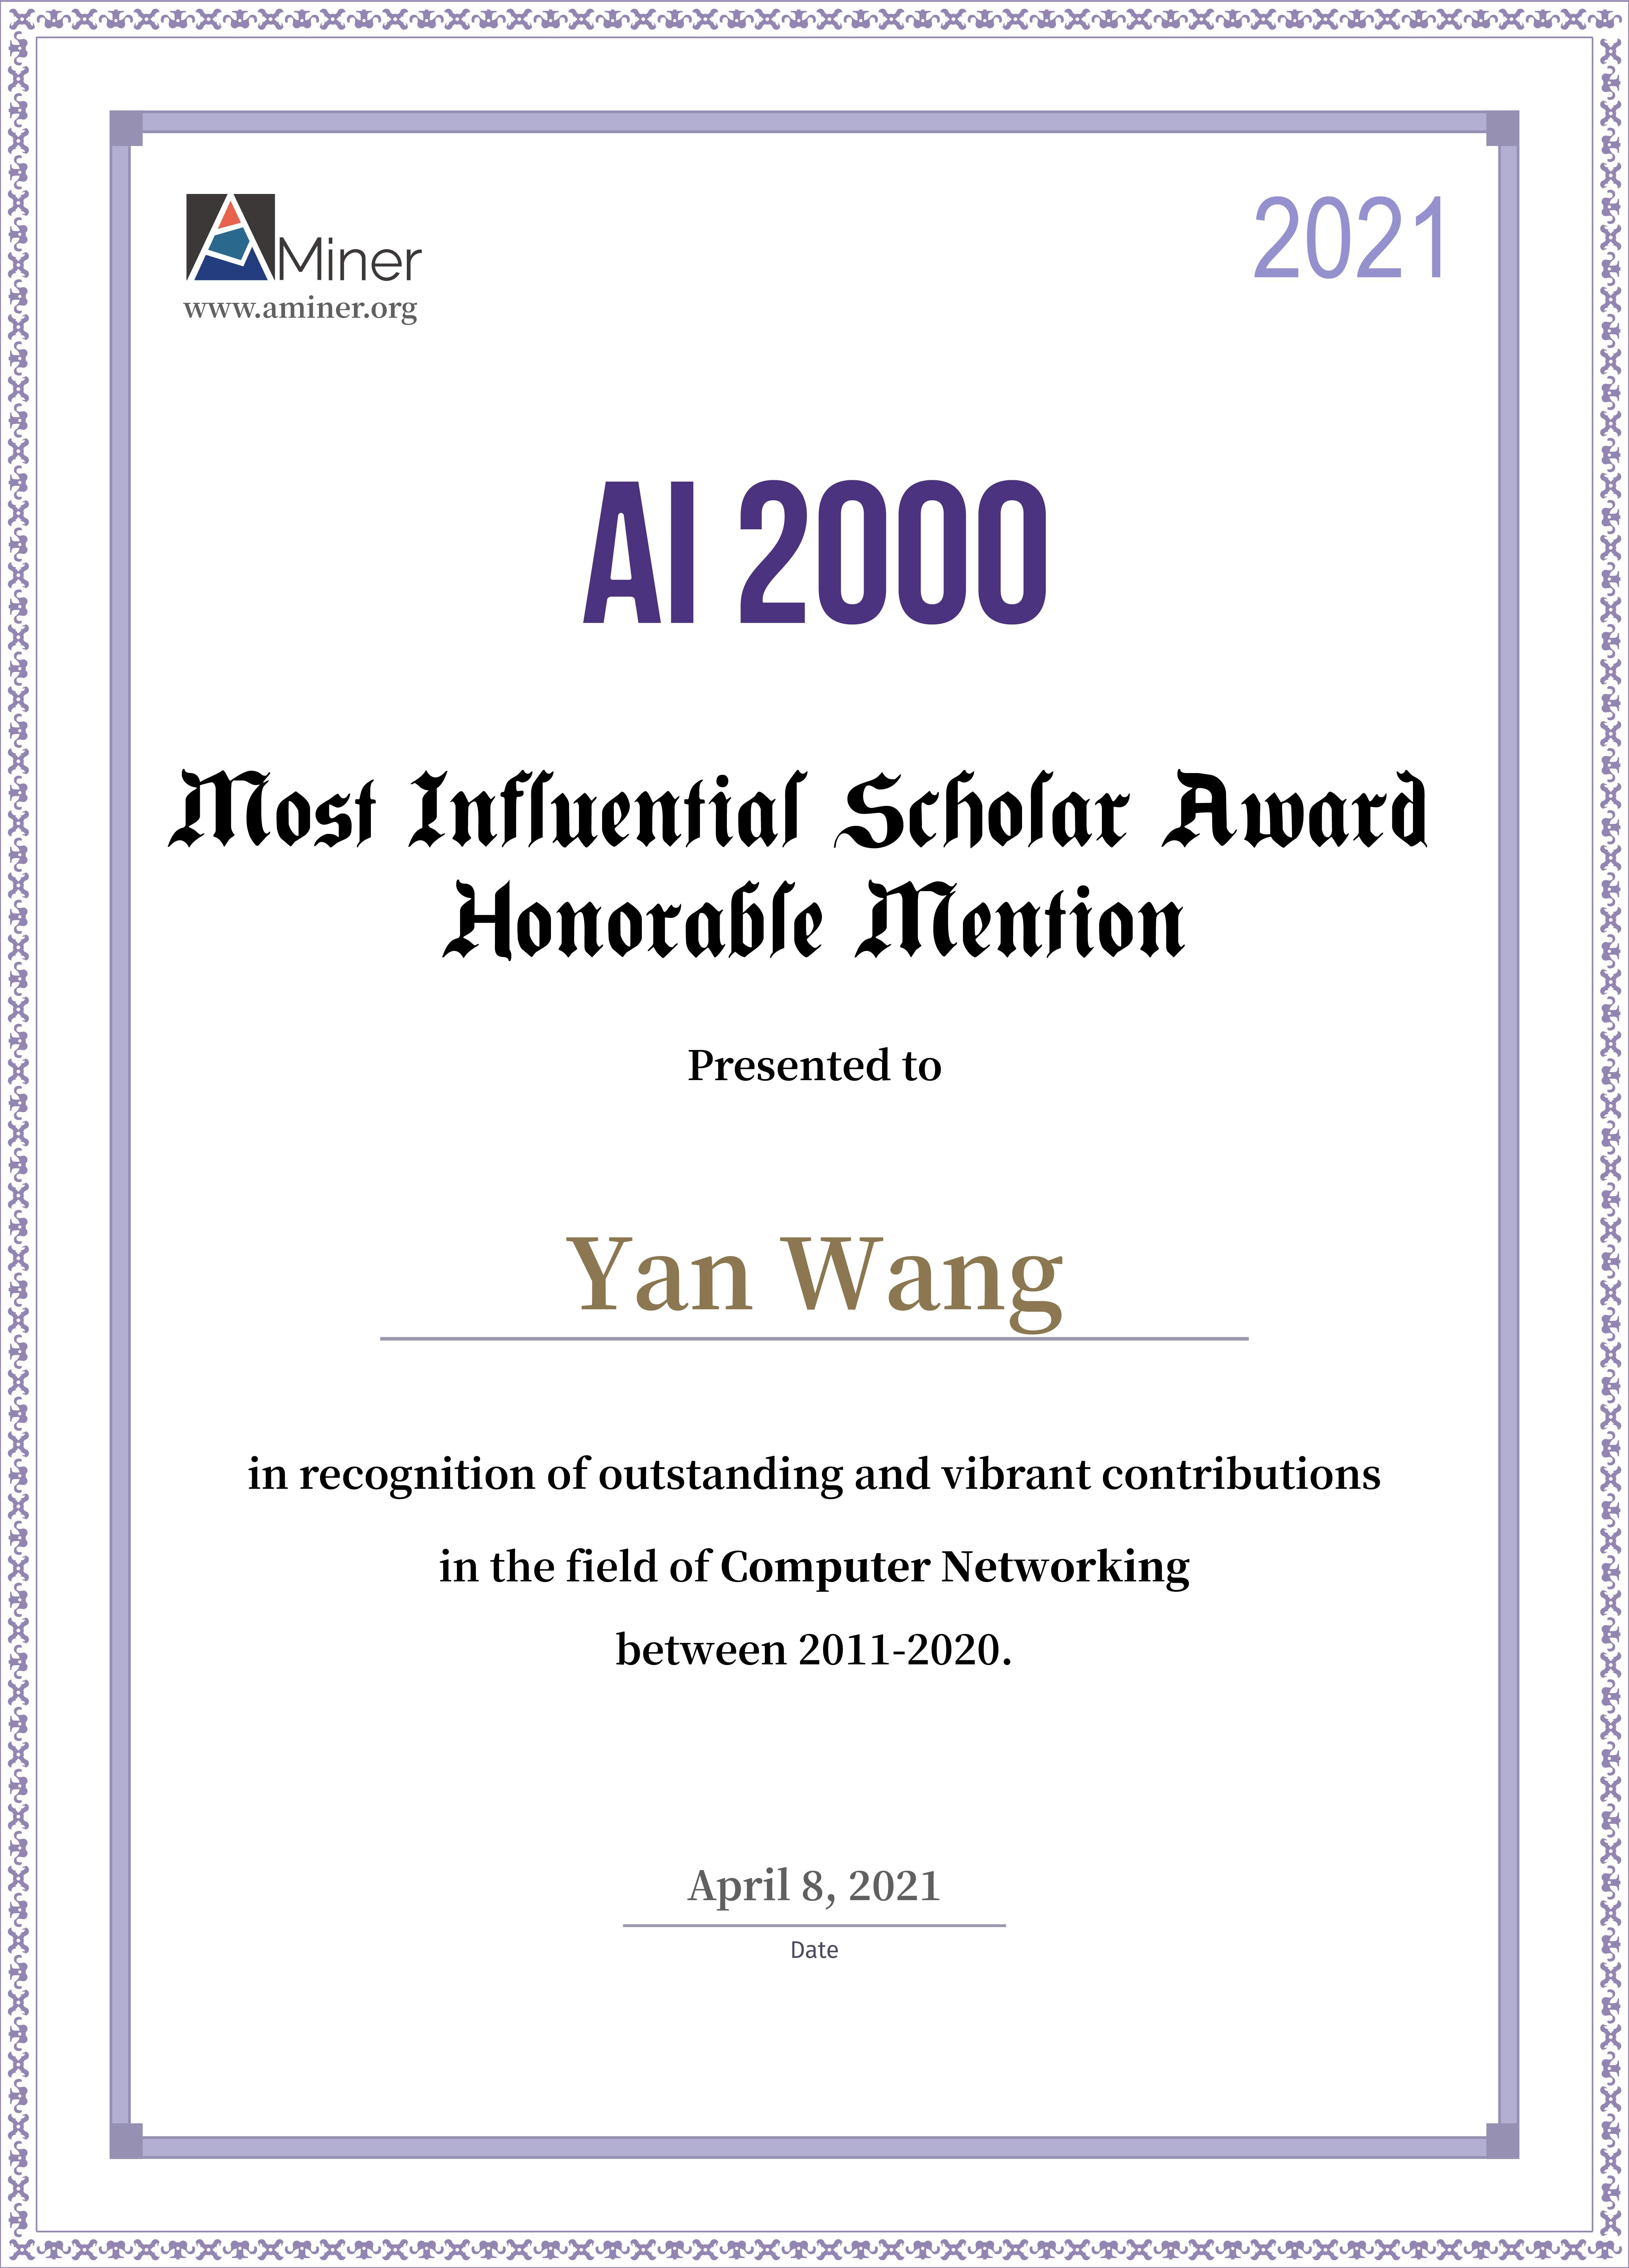 AMiner
www.aminer.org
2021
AI 2000
Most Influential Scholar Award
Honorable Mention
Presented to
Yan Wang
in recognition of outstanding and vibrant contributions
in the field of Computer Networking
between 2011-2020.
April 8, 2021
Date